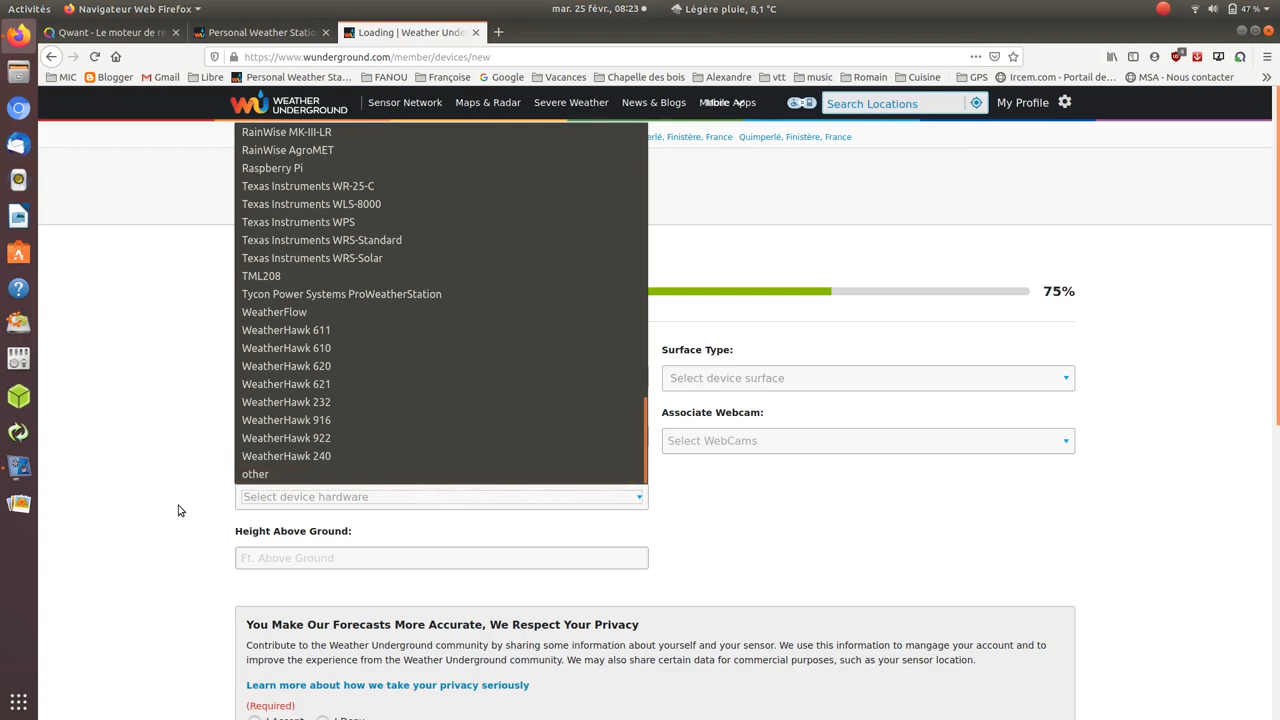 Activités Navigateur Web Firefox mar. 25 févr., 08:23 Légère pluie, 8,1 °C 47 %
Qwant - Le moteur de re Personal Weather Statio Loading | Weather Unde
https://www.wunderground.com/member/devices/new
MIC Blogger Gmail Libre Personal Weather Sta... FANOU Françoise Google Vacances Chapelle des bois Alexandre vtt music Romain Cuisine GPS Ircem.com - Portail de... MSA - Nous contacter
WEATHER UNDERGROUND Sensor Network Maps & Radar Severe Weather News & Blogs Mobile Apps Search Locations My Profile
erlé, Finistère, France Quimperlé, Finistère, France
RainWise MK-III-LR
RainWise AgroMET
Raspberry Pi
Texas Instruments WR-25-C
Texas Instruments WLS-8000
Texas Instruments WPS
Texas Instruments WRS-Standard
Texas Instruments WRS-Solar
TML208
Tycon Power Systems ProWeatherStation
WeatherFlow
WeatherHawk 611
WeatherHawk 610
WeatherHawk 620
WeatherHawk 621
WeatherHawk 232
WeatherHawk 916
WeatherHawk 922
WeatherHawk 240
other
75%
Surface Type:
Select device surface
Associate Webcam:
Select WebCams
Select device hardware
Height Above Ground:
Ft. Above Ground
You Make Our Forecasts More Accurate, We Respect Your Privacy
Contribute to the Weather Underground community by sharing some information about yourself and your sensor. We use this information to mangage your account and to
improve the experience from the Weather Underground community. We may also share certain data for commercial purposes, such as your sensor location.
Learn more about how we take your privacy seriously
(Required)
I Accept I Deny